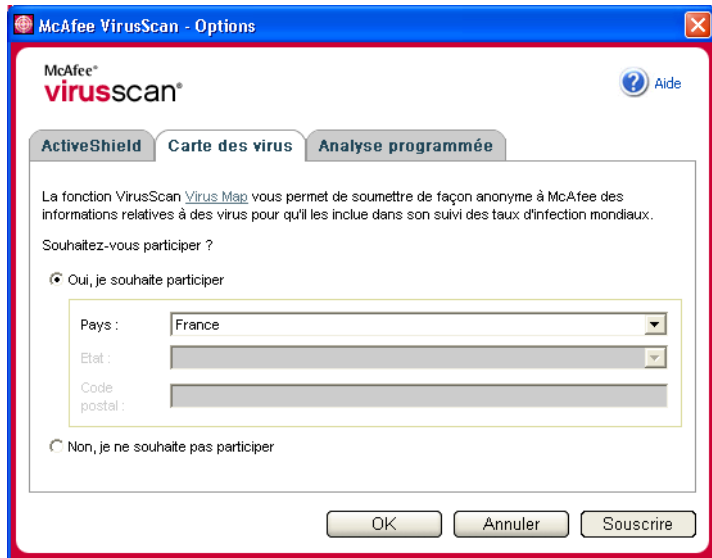 McAfee VirusScan - Options
McAfee®
virusscan®
? Aide
ActiveShield Carte des virus Analyse programmée
La fonction VirusScan Virus Map vous permet de soumettre de façon anonyme à McAfee des
informations relatives à des virus pour qu'il les inclue dans son suivi des taux d'infection mondiaux.
Souhaitez-vous participer ?
Oui, je souhaite participer
Pays : France
Etat :
Code
postal :
Non, je ne souhaite pas participer
OK Annuler Souscrire